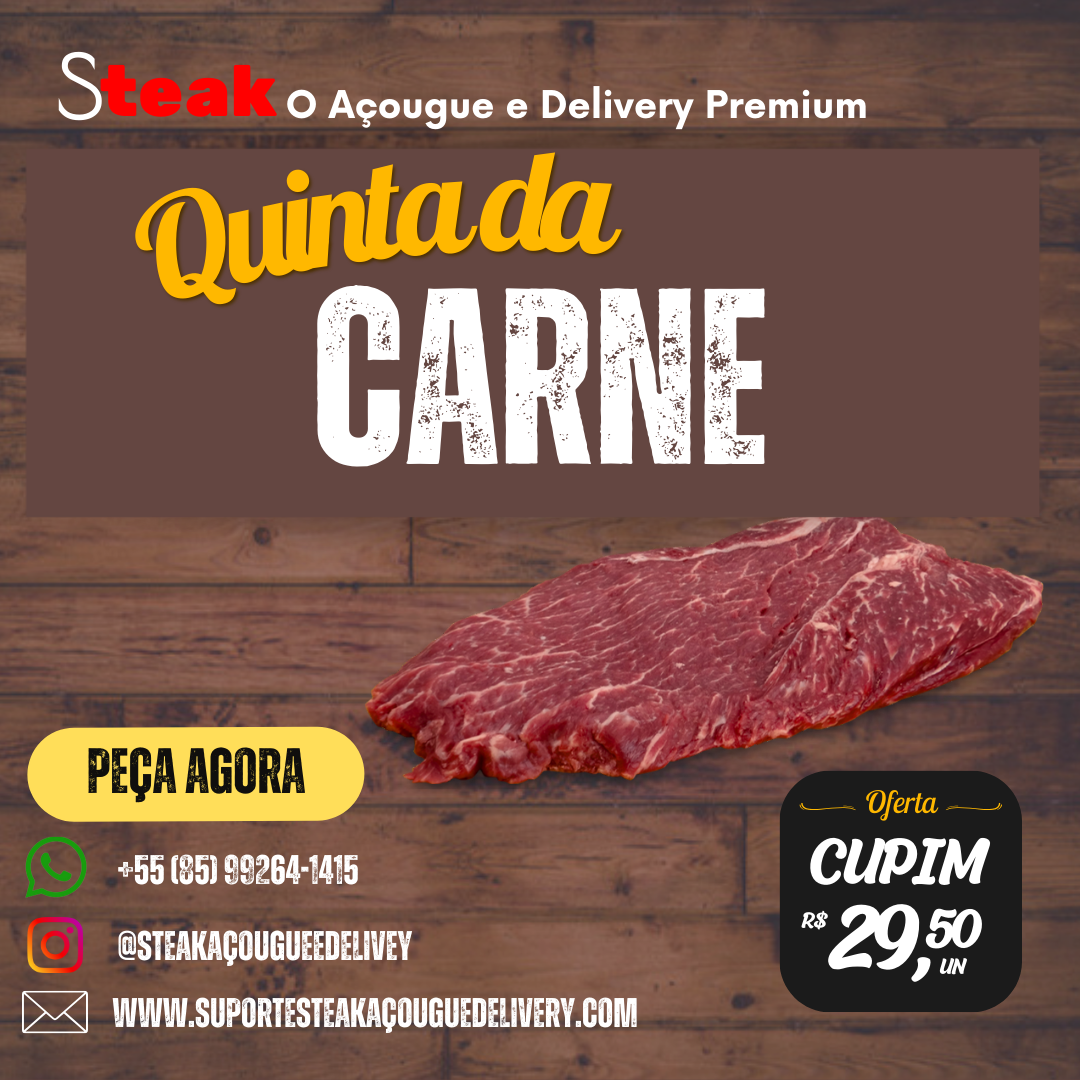 Steak O Açougue e Delivery Premium
Quinta da
CARNE
PEÇA AGORA
+55 (85) 99264-1415
@STEAKAÇOUGUEEDELIVEY
WWW.SUPORTESTEAKAÇOUGUEDELIVERY.COM
Oferta
CUPIM
R$ 29,50
UN